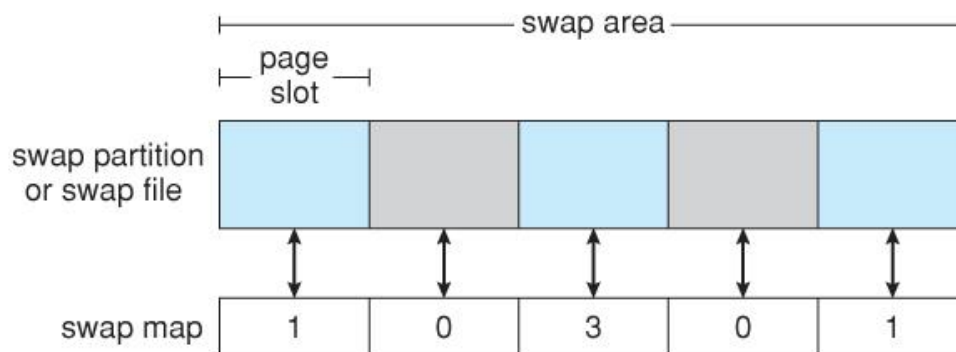 swap area
page
slot
swap partition
or swap file
swap map 1 0 3 0 1